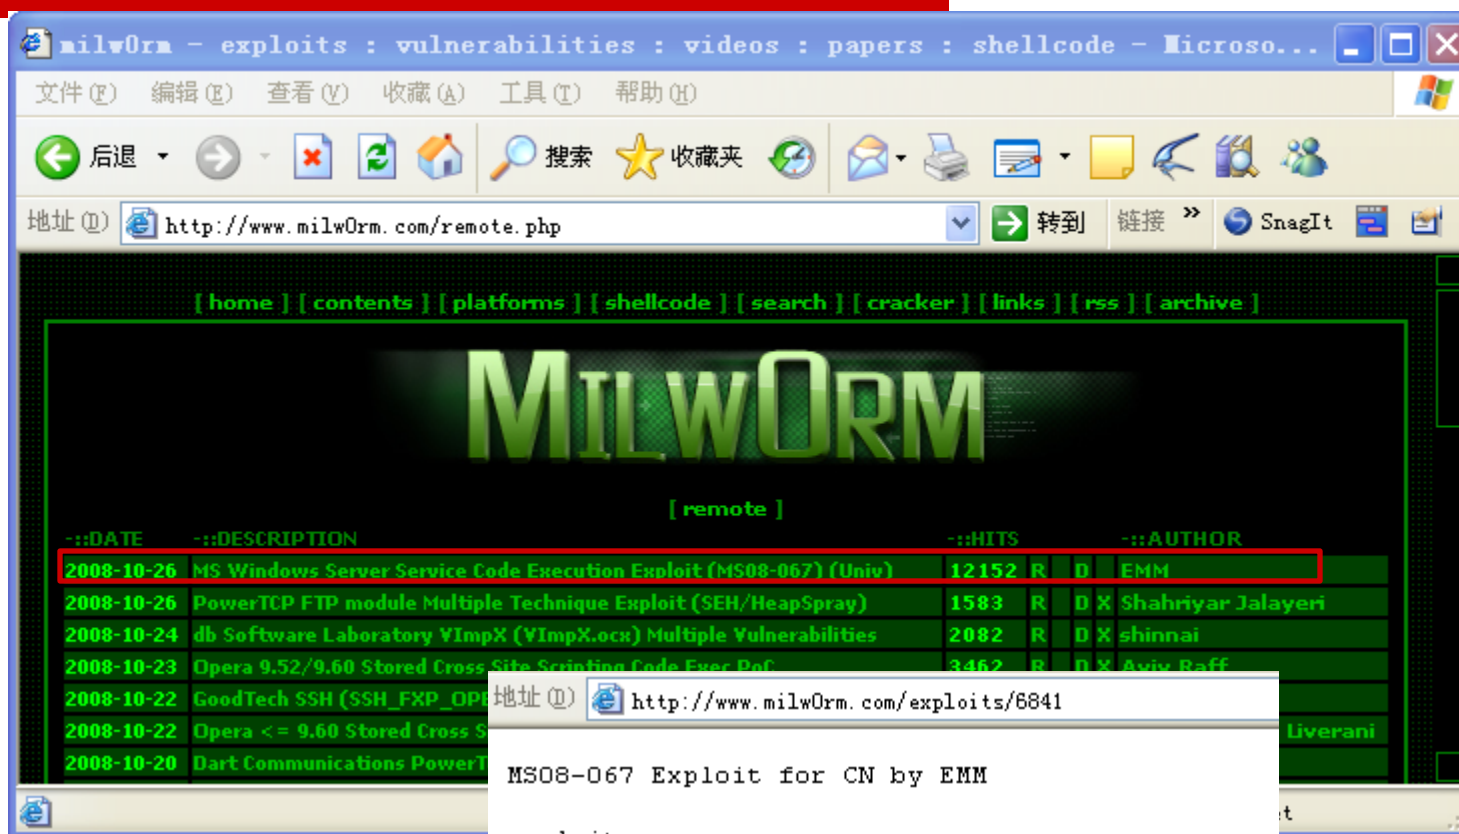 milw0rm - exploits : vulnerabilities : videos : papers : shellcode - Microso...
文件(F) 编辑(E) 查看(V) 收藏(A) 工具(T) 帮助(H)
后退 搜索 收藏夹
地址(D) http://www.milw0rm.com/remote.php 转到 链接 » SnagIt
[ home ] [ contents ] [ platforms ] [ shellcode ] [ search ] [ cracker ] [ links ] [ rss ] [ archive ]
MILW0RM
[ remote ]
-::DATE -::DESCRIPTION -::HITS -::AUTHOR
2008-10-26 MS Windows Server Service Code Execution Exploit (MS08-067) (Univ) 12152 R D EMM
2008-10-26 PowerTCP FTP module Multiple Technique Exploit (SEH/HeapSpray) 1583 R D X Shahriyar Jalayeri
2008-10-24 db Software Laboratory VImpX (VImpX.ocx) Multiple Vulnerabilities 2082 R D X shinnai
2008-10-23 Opera 9.52/9.60 Stored Cross Site Scripting Code Exec PoC 3462 R D X Aviv Raff
2008-10-22 GoodTech SSH (SSH_FXP_OPE
2008-10-22 Opera <= 9.60 Stored Cross S Liverani
2008-10-20 Dart Communications PowerT
地址(D) http://www.milw0rm.com/exploits/6841
MS08-067 Exploit for CN by EMM